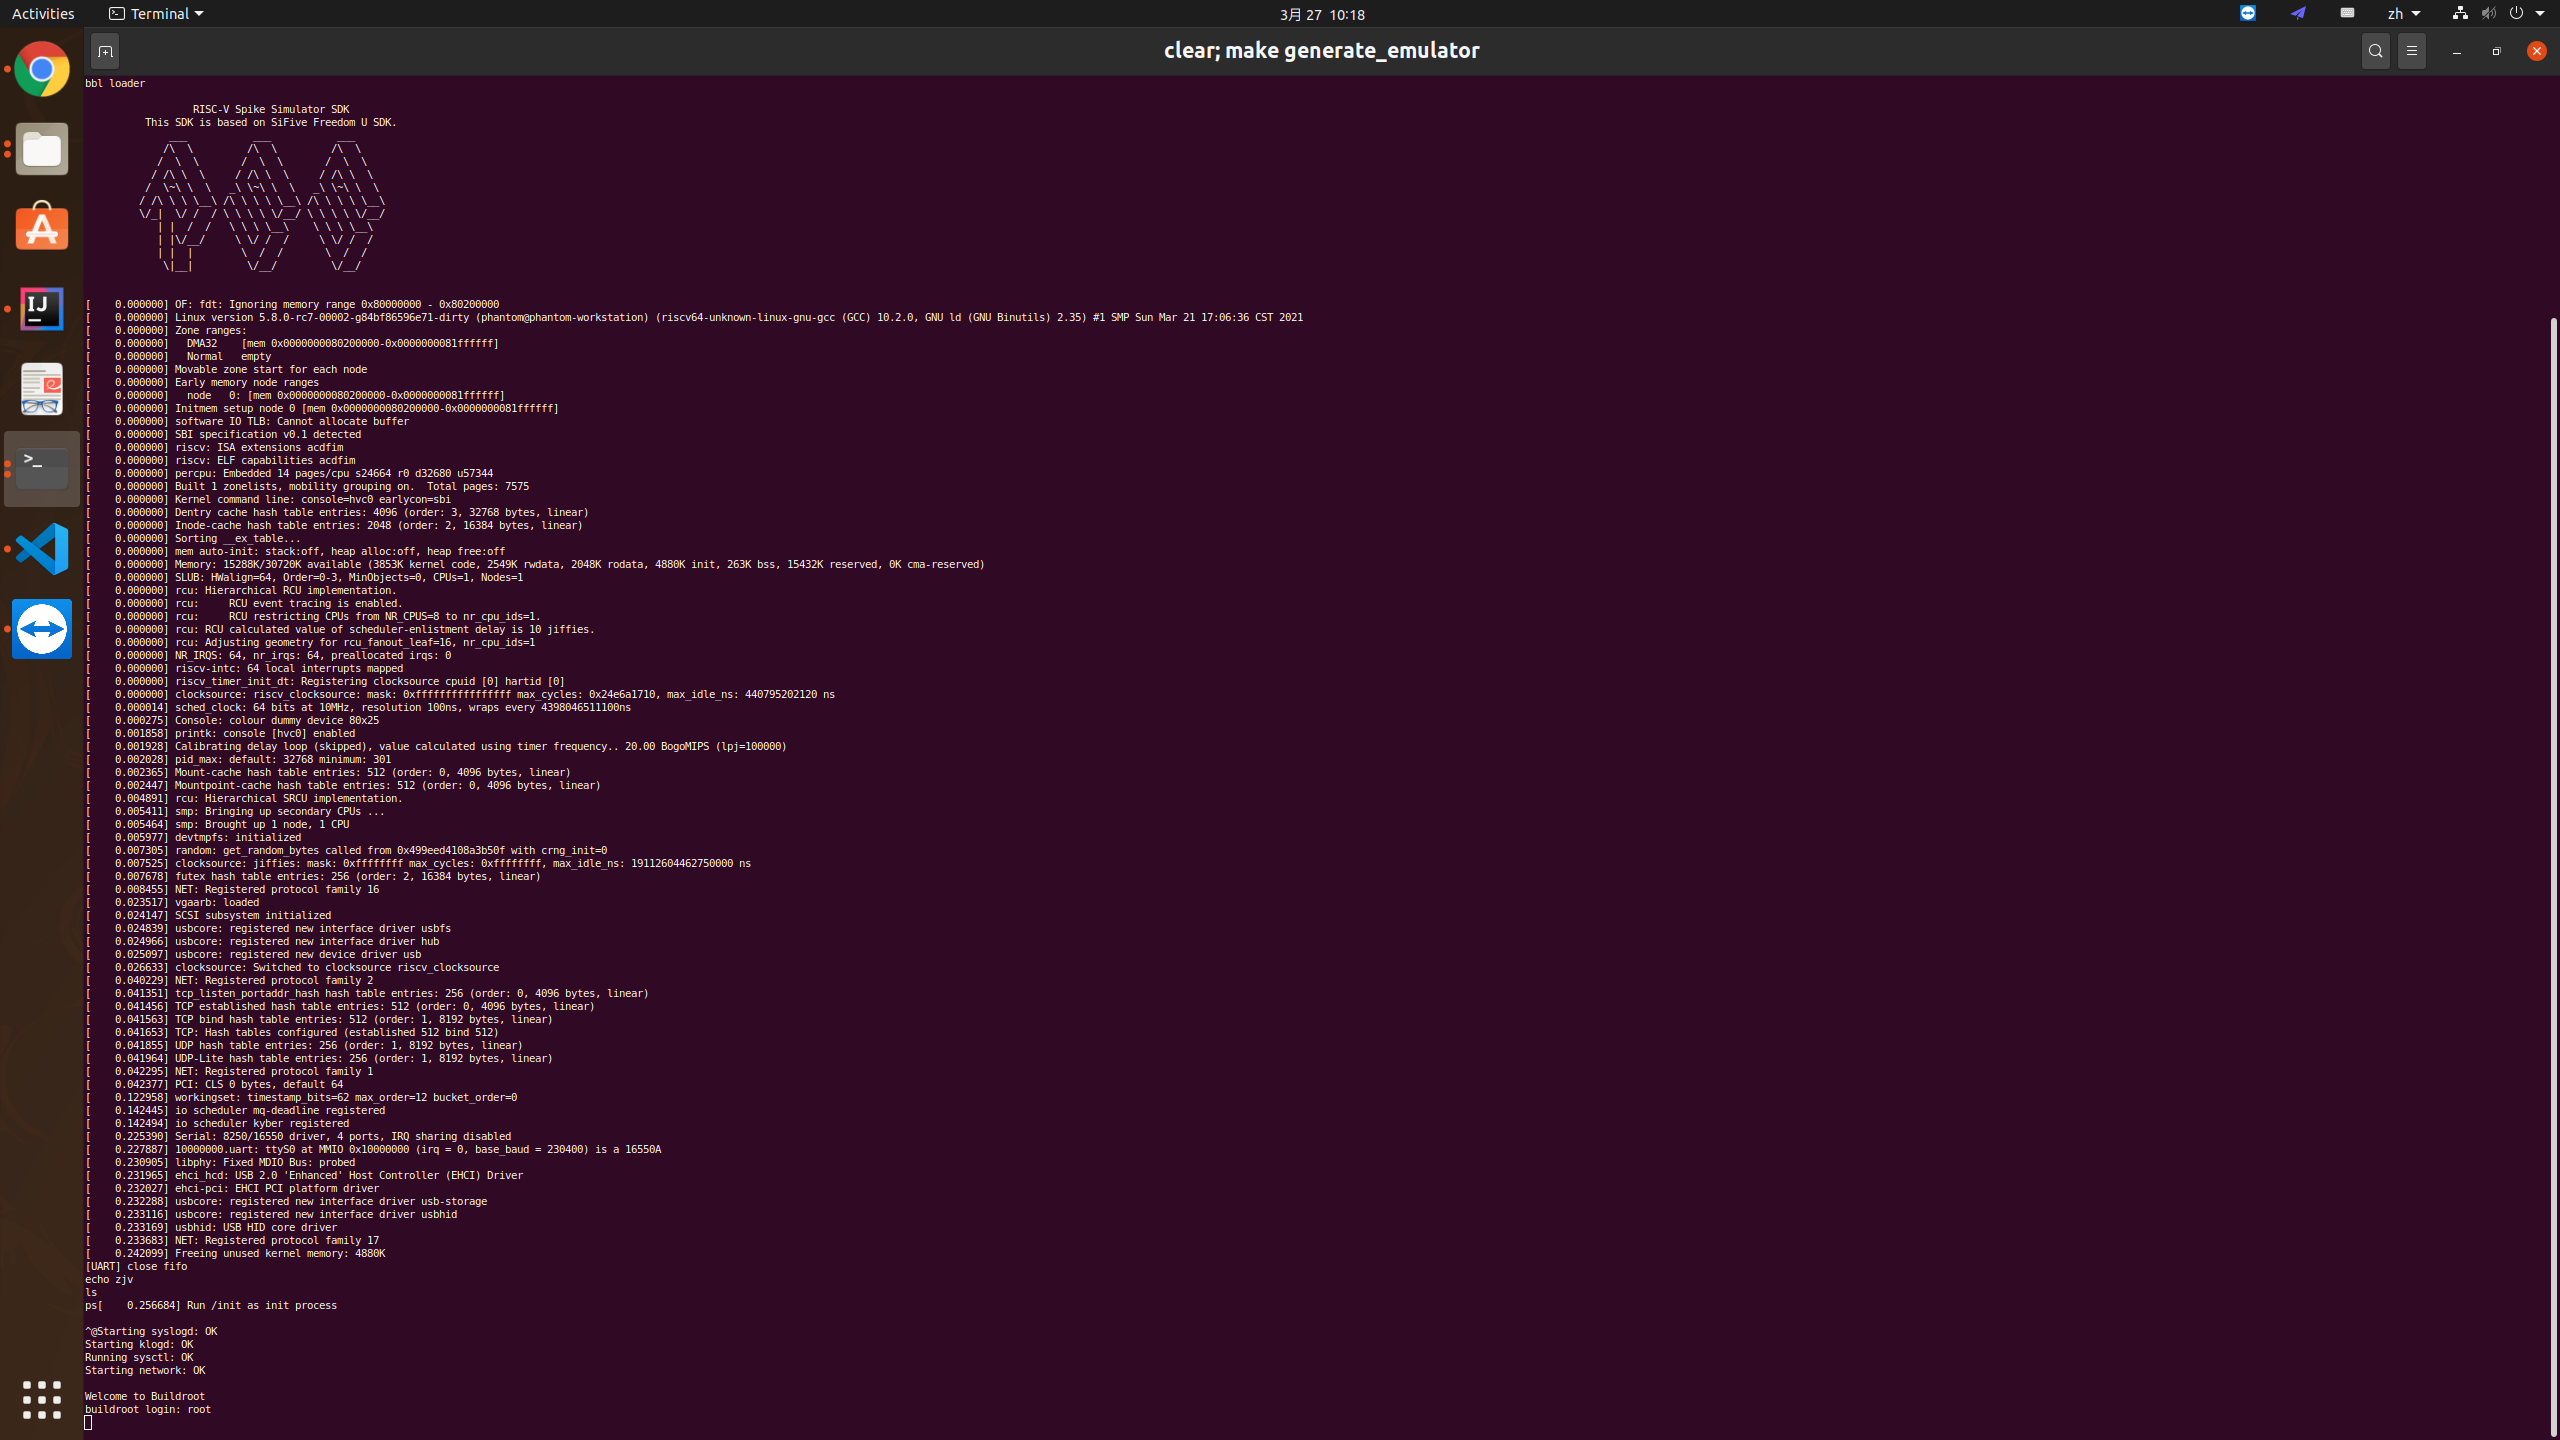 Activities
Terminal
3月 27 10:18
zh
clear; make generate_emulator
bbl loader
RISC-V Spike Simulator SDK
This SDK is based on SiFive Freedom U SDK.
[    0.000000] OF: fdt: Ignoring memory range 0x80000000 - 0x80200000
[    0.000000] Linux version 5.8.0-rc7-00002-g84bf86596e71-dirty (phantom@phantom-workstation) (riscv64-unknown-linux-gnu-gcc (GCC) 10.2.0, GNU ld (GNU Binutils) 2.35) #1 SMP Sun Mar 21 17:06:36 CST 2021
[    0.000000] Zone ranges:
[    0.000000]   DMA32    [mem 0x0000000080200000-0x0000000081ffffff]
[    0.000000]   Normal   empty
[    0.000000] Movable zone start for each node
[    0.000000] Early memory node ranges
[    0.000000]   node   0: [mem 0x0000000080200000-0x0000000081ffffff]
[    0.000000] Initmem setup node 0 [mem 0x0000000080200000-0x0000000081ffffff]
[    0.000000] software IO TLB: Cannot allocate buffer
[    0.000000] SBI specification v0.1 detected
[    0.000000] riscv: ISA extensions acdfim
[    0.000000] riscv: ELF capabilities acdfim
[    0.000000] percpu: Embedded 14 pages/cpu s24664 r0 d32680 u57344
[    0.000000] Built 1 zonelists, mobility grouping on.  Total pages: 7575
[    0.000000] Kernel command line: console=hvc0 earlycon=sbi
[    0.000000] Dentry cache hash table entries: 4096 (order: 3, 32768 bytes, linear)
[    0.000000] Inode-cache hash table entries: 2048 (order: 2, 16384 bytes, linear)
[    0.000000] Sorting __ex_table...
[    0.000000] mem auto-init: stack:off, heap alloc:off, heap free:off
[    0.000000] Memory: 15288K/30720K available (3853K kernel code, 2549K rwdata, 2048K rodata, 4880K init, 263K bss, 15432K reserved, 0K cma-reserved)
[    0.000000] SLUB: HWalign=64, Order=0-3, MinObjects=0, CPUs=1, Nodes=1
[    0.000000] rcu: Hierarchical RCU implementation.
[    0.000000] rcu:     RCU event tracing is enabled.
[    0.000000] rcu:     RCU restricting CPUs from NR_CPUS=8 to nr_cpu_ids=1.
[    0.000000] rcu: RCU calculated value of scheduler-enlistment delay is 10 jiffies.
[    0.000000] rcu: Adjusting geometry for rcu_fanout_leaf=16, nr_cpu_ids=1
[    0.000000] NR_IRQS: 64, nr_irqs: 64, preallocated irqs: 0
[    0.000000] riscv-intc: 64 local interrupts mapped
[    0.000000] riscv_timer_init_dt: Registering clocksource cpuid [0] hartid [0]
[    0.000000] clocksource: riscv_clocksource: mask: 0xffffffffffffffff max_cycles: 0x24e6a1710, max_idle_ns: 440795202120 ns
[    0.000014] sched_clock: 64 bits at 10MHz, resolution 100ns, wraps every 4398046511100ns
[    0.000275] Console: colour dummy device 80x25
[    0.001858] printk: console [hvc0] enabled
[    0.001928] Calibrating delay loop (skipped), value calculated using timer frequency.. 20.00 BogoMIPS (lpj=100000)
[    0.002028] pid_max: default: 32768 minimum: 301
[    0.002365] Mount-cache hash table entries: 512 (order: 0, 4096 bytes, linear)
[    0.002447] Mountpoint-cache hash table entries: 512 (order: 0, 4096 bytes, linear)
[    0.004891] rcu: Hierarchical SRCU implementation.
[    0.005411] smp: Bringing up secondary CPUs ...
[    0.005464] smp: Brought up 1 node, 1 CPU
[    0.005977] devtmpfs: initialized
[    0.007305] random: get_random_bytes called from 0x499eed4108a3b50f with crng_init=0
[    0.007525] clocksource: jiffies: mask: 0xffffffff max_cycles: 0xffffffff, max_idle_ns: 19112604462750000 ns
[    0.007678] futex hash table entries: 256 (order: 2, 16384 bytes, linear)
[    0.008455] NET: Registered protocol family 16
[    0.023517] vgaarb: loaded
[    0.024147] SCSI subsystem initialized
[    0.024839] usbcore: registered new interface driver usbfs
[    0.024966] usbcore: registered new interface driver hub
[    0.025097] usbcore: registered new device driver usb
[    0.026633] clocksource: Switched to clocksource riscv_clocksource
[    0.040229] NET: Registered protocol family 2
[    0.041351] tcp_listen_portaddr_hash hash table entries: 256 (order: 0, 4096 bytes, linear)
[    0.041456] TCP established hash table entries: 512 (order: 0, 4096 bytes, linear)
[    0.041563] TCP bind hash table entries: 512 (order: 1, 8192 bytes, linear)
[    0.041653] TCP: Hash tables configured (established 512 bind 512)
[    0.041855] UDP hash table entries: 256 (order: 1, 8192 bytes, linear)
[    0.041964] UDP-Lite hash table entries: 256 (order: 1, 8192 bytes, linear)
[    0.042295] NET: Registered protocol family 1
[    0.042377] PCI: CLS 0 bytes, default 64
[    0.122958] workingset: timestamp_bits=62 max_order=12 bucket_order=0
[    0.142445] io scheduler mq-deadline registered
[    0.142494] io scheduler kyber registered
[    0.225390] Serial: 8250/16550 driver, 4 ports, IRQ sharing disabled
[    0.227887] 10000000.uart: ttyS0 at MMIO 0x10000000 (irq = 0, base_baud = 230400) is a 16550A
[    0.230905] libphy: Fixed MDIO Bus: probed
[    0.231965] ehci_hcd: USB 2.0 'Enhanced' Host Controller (EHCI) Driver
[    0.232027] ehci-pci: EHCI PCI platform driver
[    0.232288] usbcore: registered new interface driver usb-storage
[    0.233116] usbcore: registered new interface driver usbhid
[    0.233169] usbhid: USB HID core driver
[    0.233683] NET: Registered protocol family 17
[    0.242099] Freeing unused kernel memory: 4880K
[UART] close fifo
echo zjv
ls
ps[    0.256684] Run /init as init process
^@Starting syslogd: OK
Starting klogd: OK
Running sysctl: OK
Starting network: OK
Welcome to Buildroot
buildroot login: root